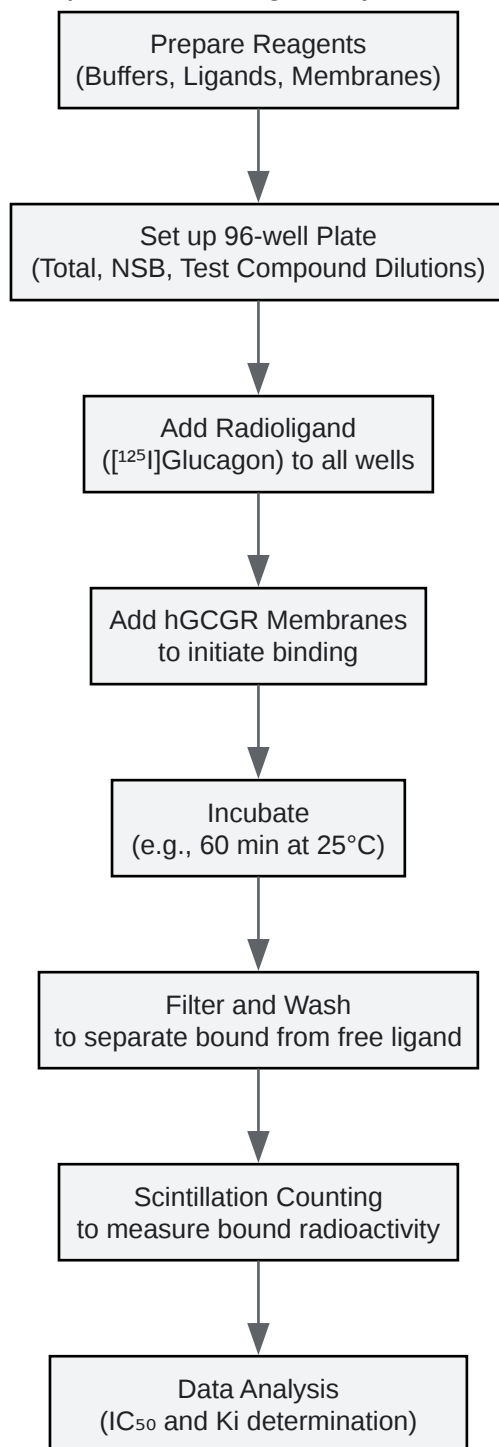 Prepare Reagents
(Buffers, Ligands, Membranes)
Set up 96-well Plate
(Total, NSB, Test Compound Dilutions)
Add Radioligand
([¹²⁵I]Glucagon) to all wells
Add hGCGR Membranes
to initiate binding
Incubate
(e.g., 60 min at 25°C)
Filter and Wash
to separate bound from free ligand
Scintillation Counting
to measure bound radioactivity
Data Analysis
(IC₅₀ and Ki determination)